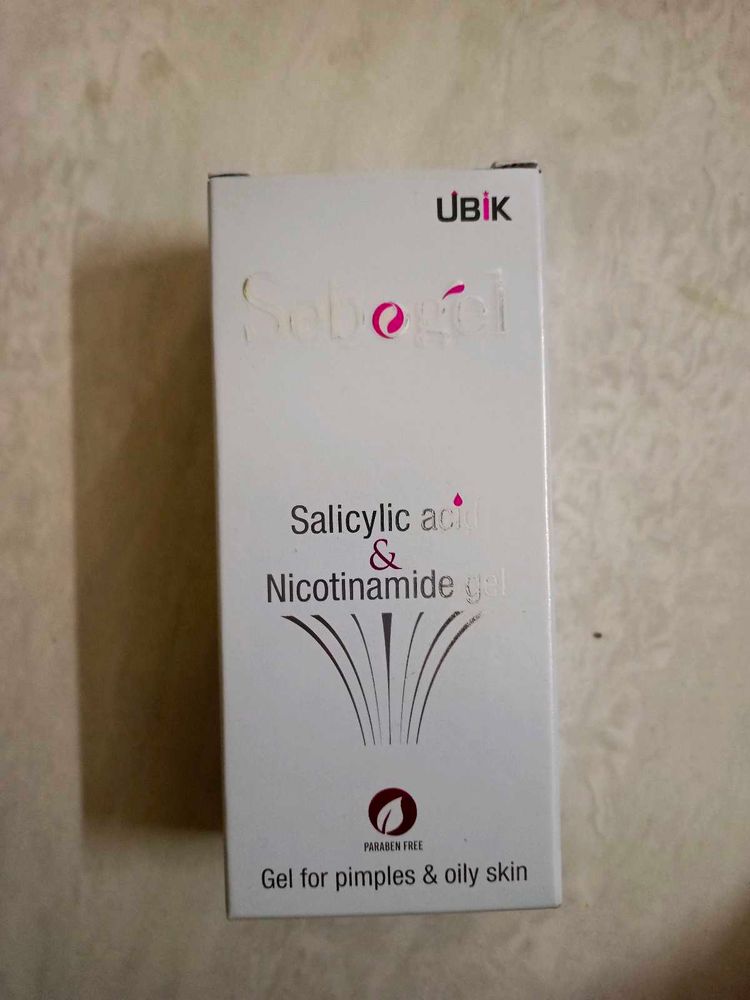 UBiK
Sebogel
Salicylic acid
&
Nicotinamide gel
PARABEN FREE
Gel for pimples & oily skin